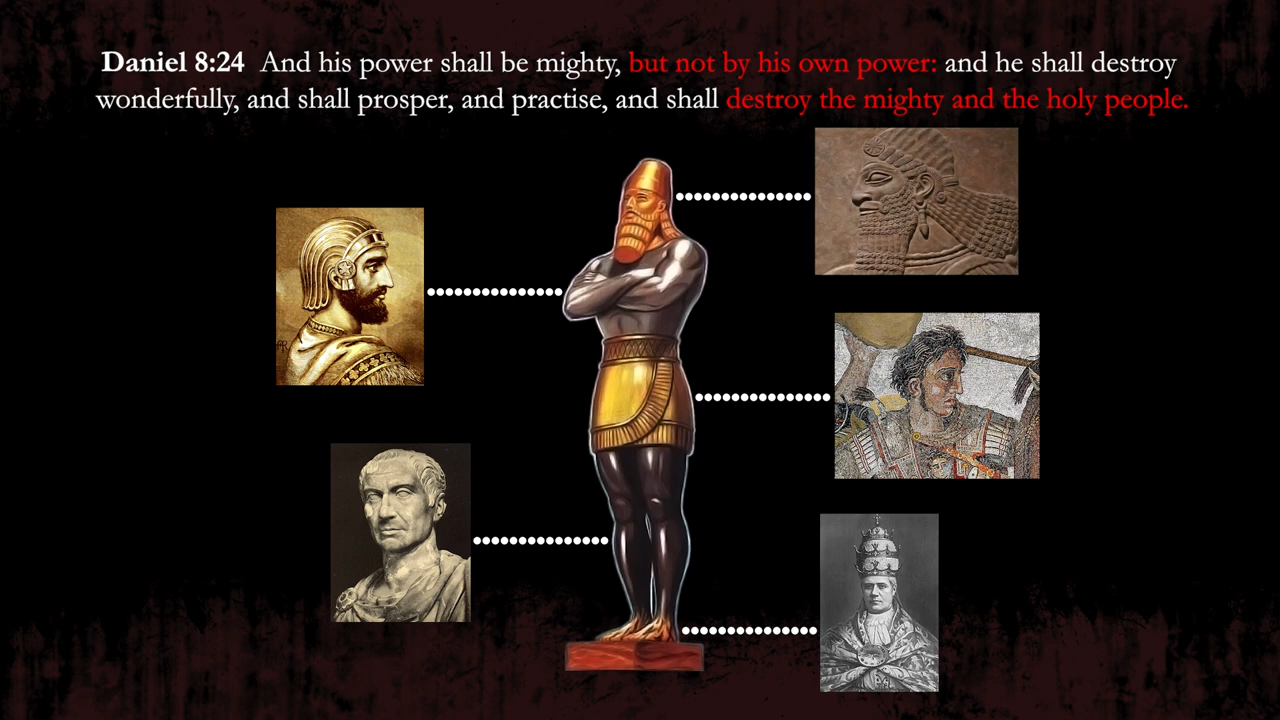 Daniel 8:24 And his power shall be mighty, but not by his own power: and he shall destroy
wonderfully, and shall prosper, and practise, and shall destroy the mighty and the holy people.